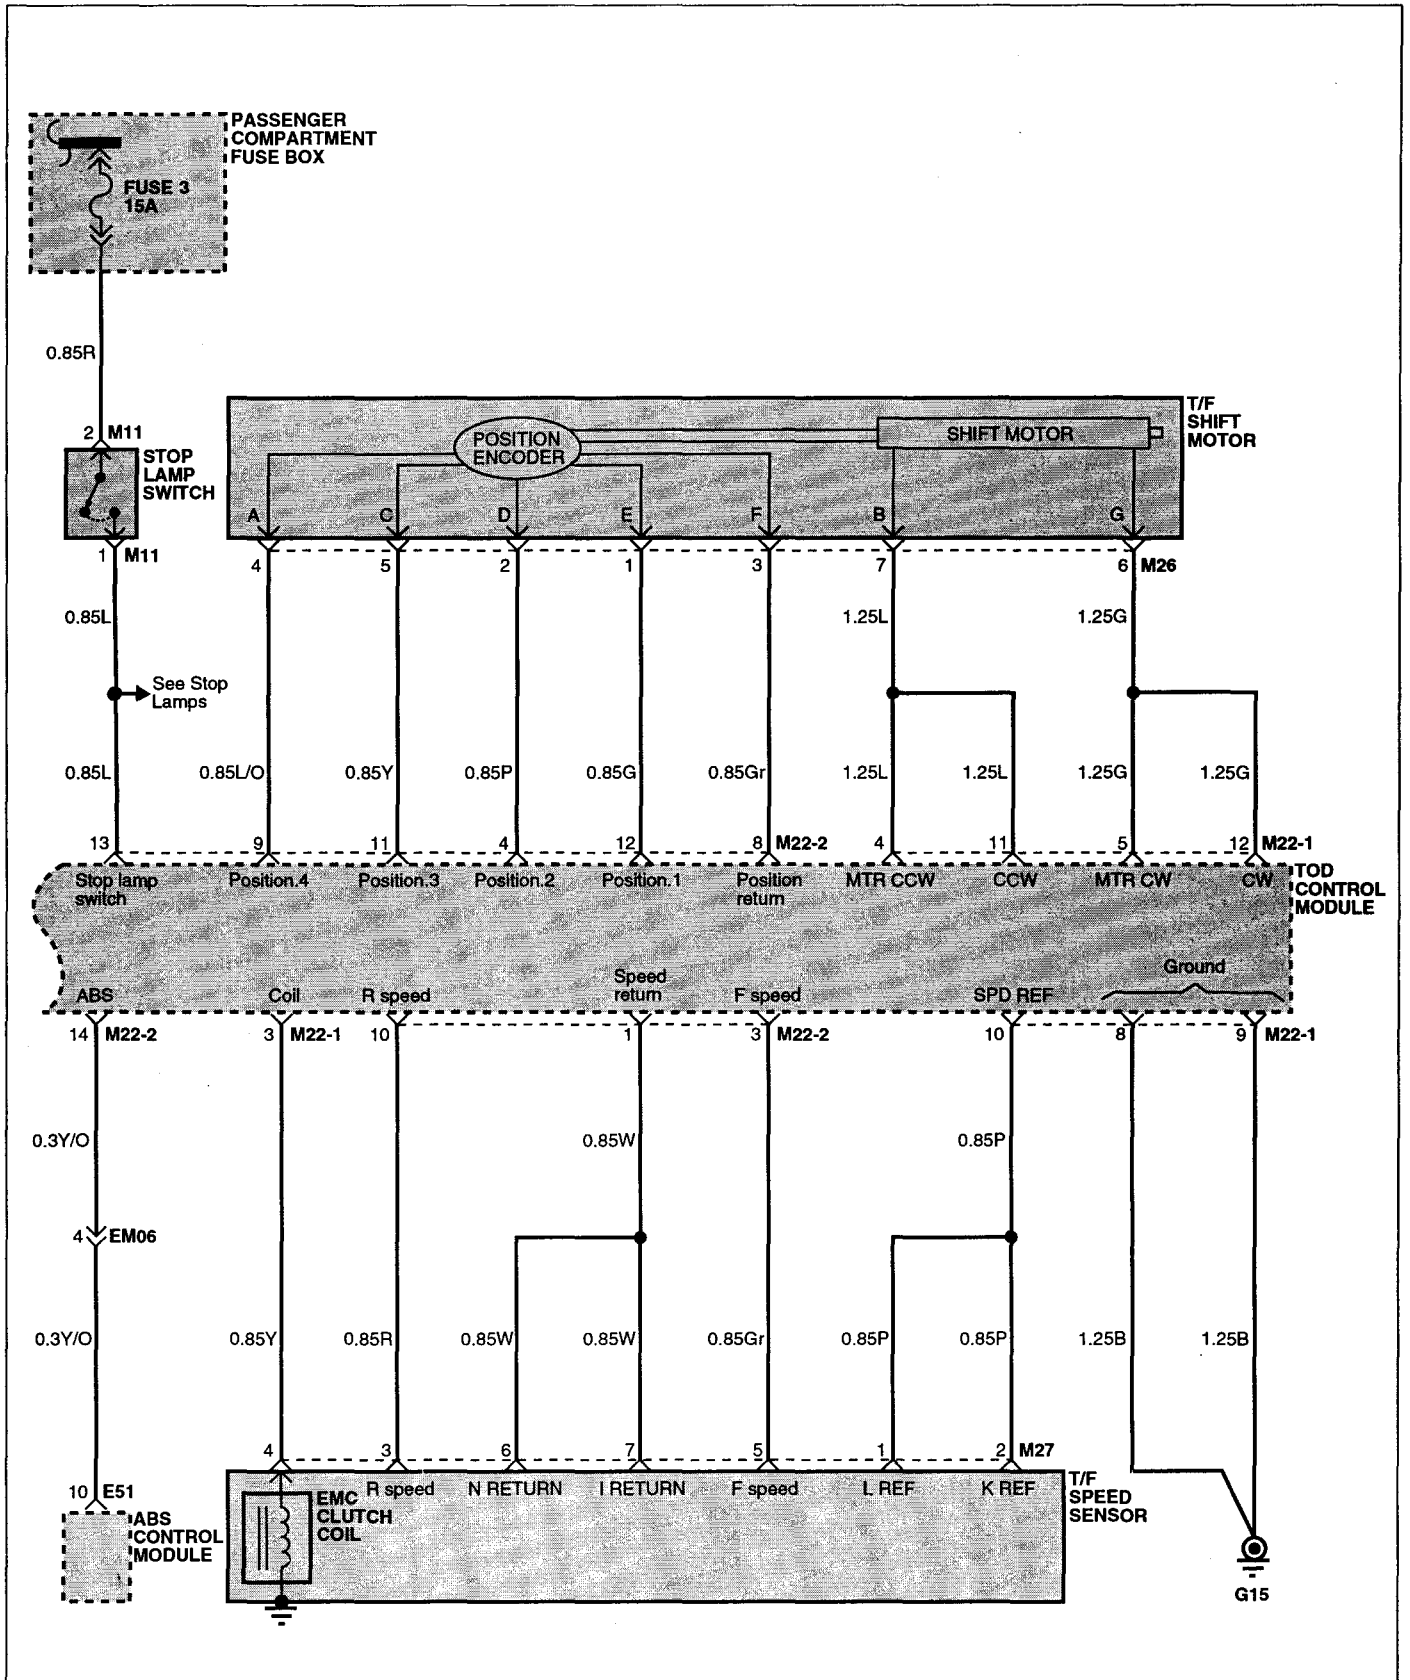 PASSENGER
COMPARTMENT
FUSE BOX
FUSE 3
15A
0.85R
2 M11
STOP
LAMP
SWITCH
1 M11
T/F
SHIFT
MOTOR
POSITION
ENCODER
SHIFT MOTOR
A C D E F B G
4 5 2 1 3 7 6 M26
0.85L 1.25L 1.25G
See Stop
Lamps
0.85L 0.85L/O 0.85Y 0.85P 0.85G 0.85Gr 1.25L 1.25L 1.25G 1.25G
13 9 11 4 12 8 M22-2 4 11 5 12 M22-1
TOD
CONTROL
MODULE
Stop lamp
switch
Position.4
Position.3
Position.2
Position.1
Position
return
MTR CCW
CCW
MTR CW
CW
ABS
Coil
R speed
Speed
return
F speed
SPD REF
Ground
14 M22-2 3 M22-1 10 1 3 M22-2 10 8 9 M22-1
0.3Y/O 0.85W 0.85P
4 EM06
0.3Y/O 0.85Y 0.85R 0.85W 0.85W 0.85Gr 0.85P 0.85P 1.25B 1.25B
4 3 6 7 5 1 2 M27
10 E51
ABS
CONTROL
MODULE
EMC
CLUTCH
COIL
R speed N RETURN I RETURN F speed L REF K REF
T/F
SPEED
SENSOR
G15